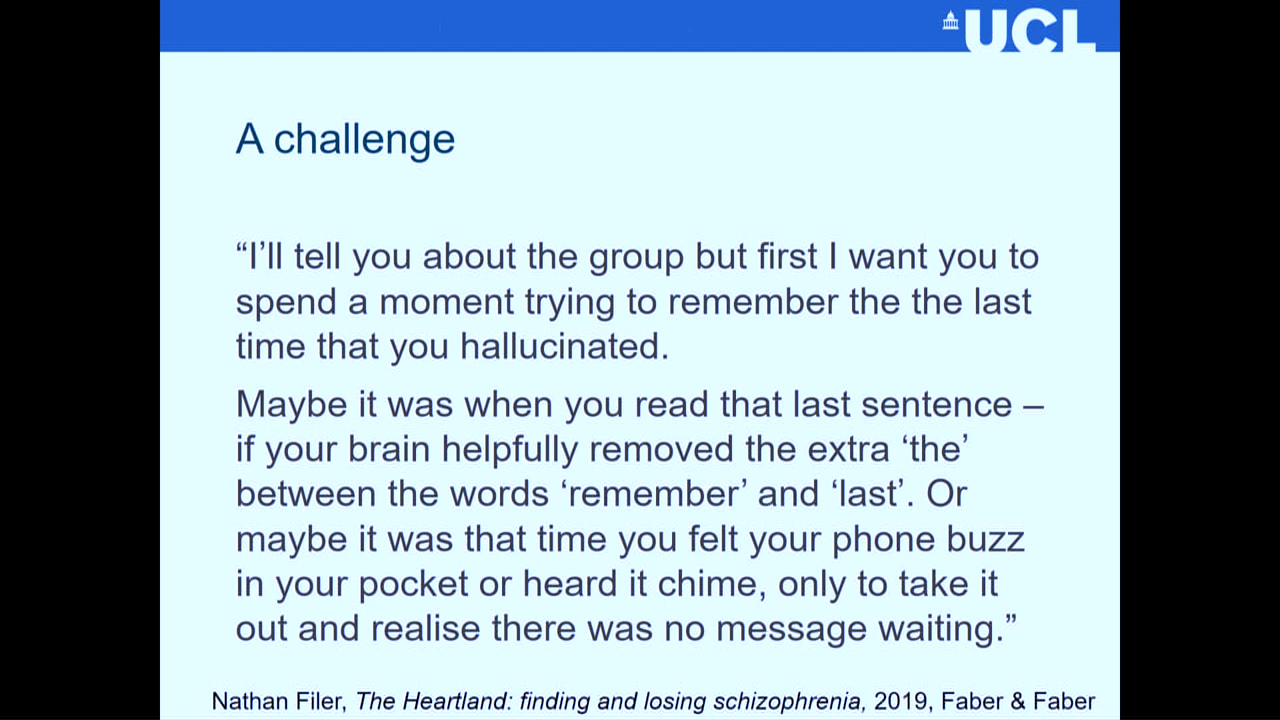 UCL
A challenge
“I’ll tell you about the group but first I want you to
spend a moment trying to remember the the last
time that you hallucinated.
Maybe it was when you read that last sentence –
if your brain helpfully removed the extra ‘the’
between the words ‘remember’ and ‘last’. Or
maybe it was that time you felt your phone buzz
in your pocket or heard it chime, only to take it
out and realise there was no message waiting.”
Nathan Filer, The Heartland: finding and losing schizophrenia, 2019, Faber & Faber